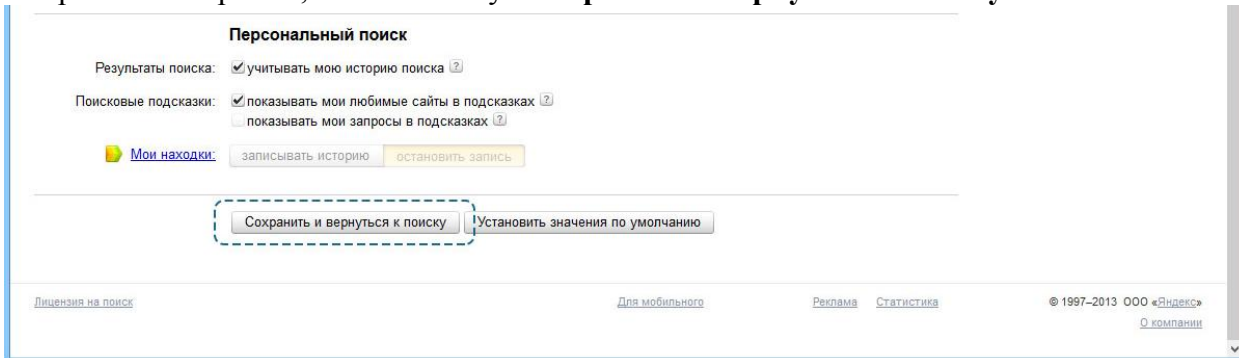 Персональный поиск
Результаты поиска: учитывать мою историю поиска ?
Поисковые подсказки: показывать мои любимые сайты в подсказках ?
показывать мои запросы в подсказках ?
Мои находки: записывать историю остановить запись
Сохранить и вернуться к поиску Установить значения по умолчанию
Лицензия на поиск Для мобильного Реклама Статистика © 1997–2013 ООО «Яндекс»
О компании